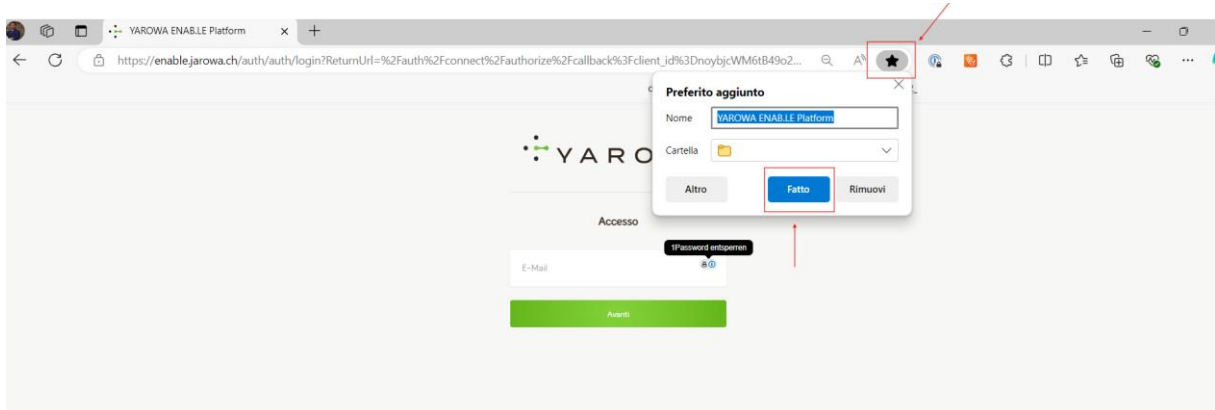 YAROWA ENAB.LE Platform
https://enable.jarowa.ch/auth/auth/login?ReturnUrl=%2Fauth%2Fconnect%2Fauthorize%2Fcallback%3Fclient_id%3DnoybjcWM6tB49o2...
Preferito aggiunto
Nome YAROWA ENAB.LE Platform
Cartella
Altro Fatto Rimuovi
YARO
Accesso
1Password entsperren
E-Mail
Avanti